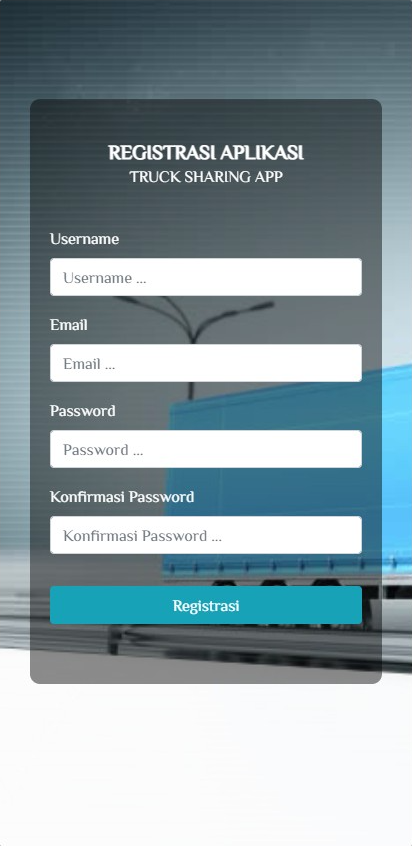 REGISTRASI APLIKASI
TRUCK SHARING APP
Username
Username ...
Email
Email ...
Password
Password ...
Konfirmasi Password
Konfirmasi Password ...
Registrasi